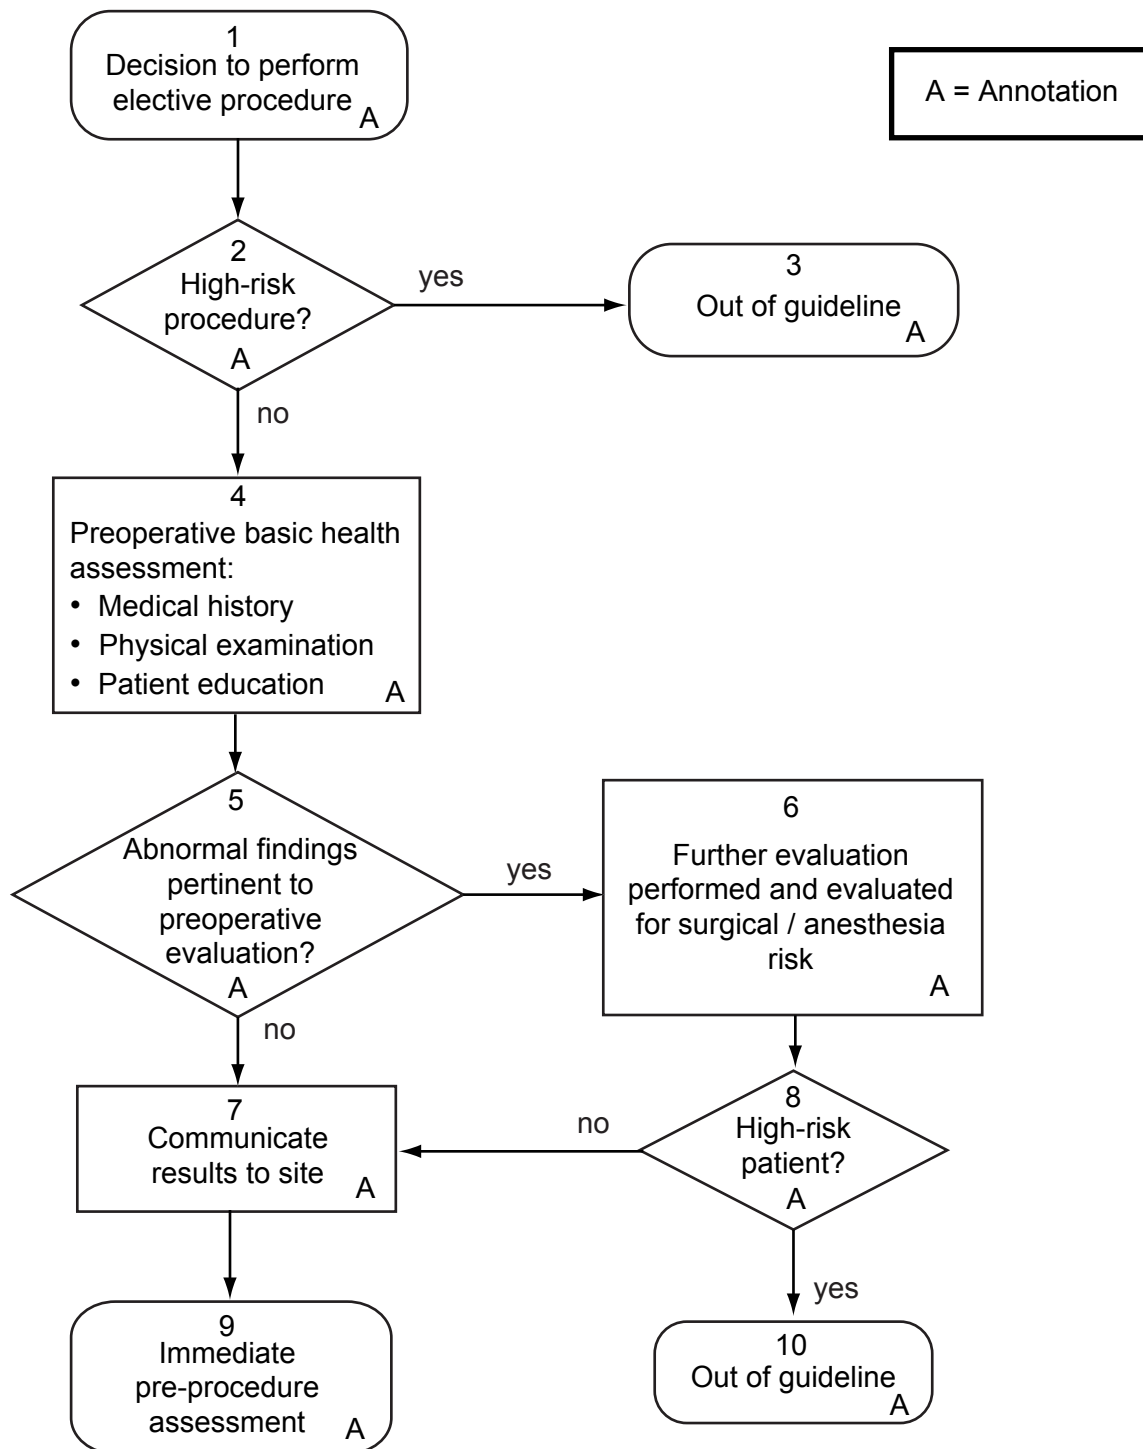 1
Decision to perform
elective procedure
A
A = Annotation
2
High-risk
procedure?
A
yes
3
Out of guideline
A
no
4
Preoperative basic health
assessment:
• Medical history
• Physical examination
• Patient education
A
5
Abnormal findings
pertinent to
preoperative
evaluation?
A
yes
6
Further evaluation
performed and evaluated
for surgical / anesthesia
risk
A
no
7
Communicate
results to site
A
no
8
High-risk
patient?
A
yes
9
Immediate
pre-procedure
assessment
A
10
Out of guideline
A